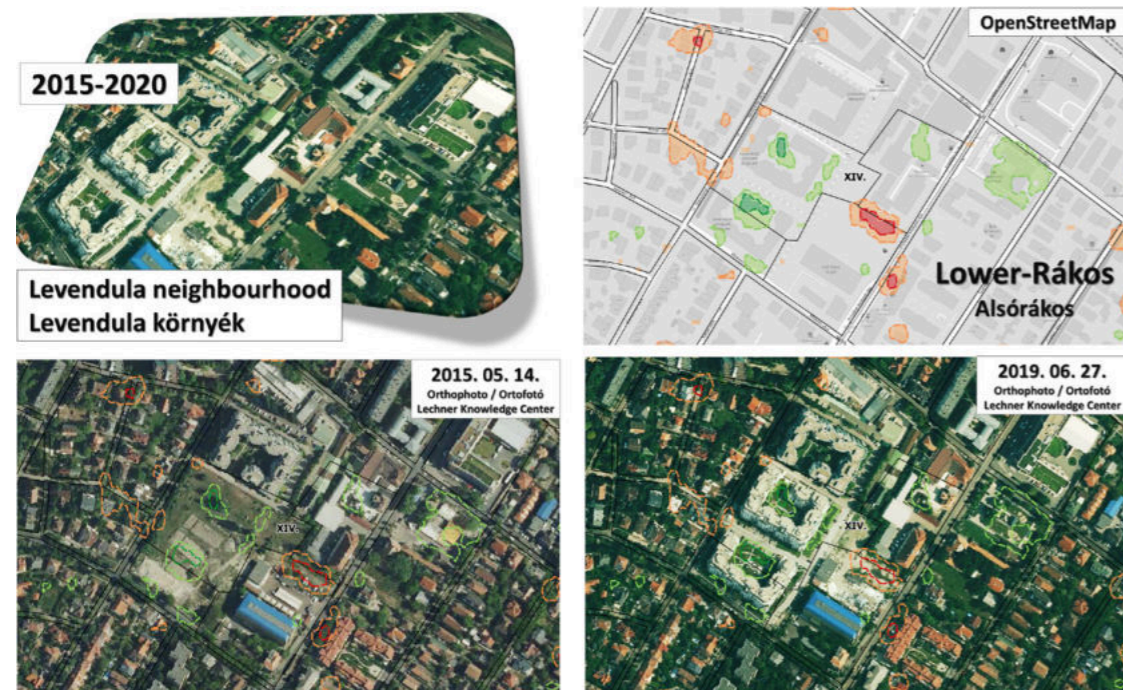 2015-2020
Levendula neighbourhood
Levendula környék
OpenStreetMap
XIV.
Lower-Rákos
Alsórákos
2015. 05. 14.
Orthophoto / Ortofotó
Lechner Knowledge Center
XIV.
2019. 06. 27.
Orthophoto / Ortofotó
Lechner Knowledge Center
XIV.